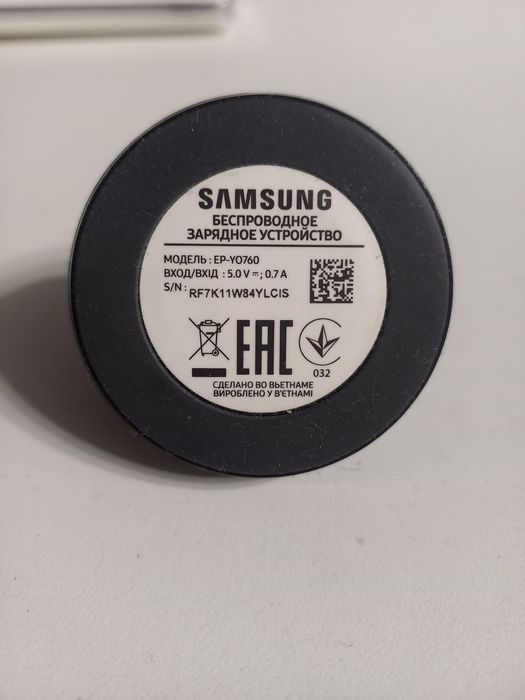 SAMSUNG
БЕСПРОВОДНОЕ
ЗАРЯДНОЕ УСТРОЙСТВО
МОДЕЛЬ : EP-YO760
ВХОД/ВХІД : 5.0 V ⎓; 0.7 A
S/N : RF7K11W84YLCIS
EAC
032
СДЕЛАНО ВО ВЬЕТНАМЕ
ВИРОБЛЕНО У В'ЄТНАМІ